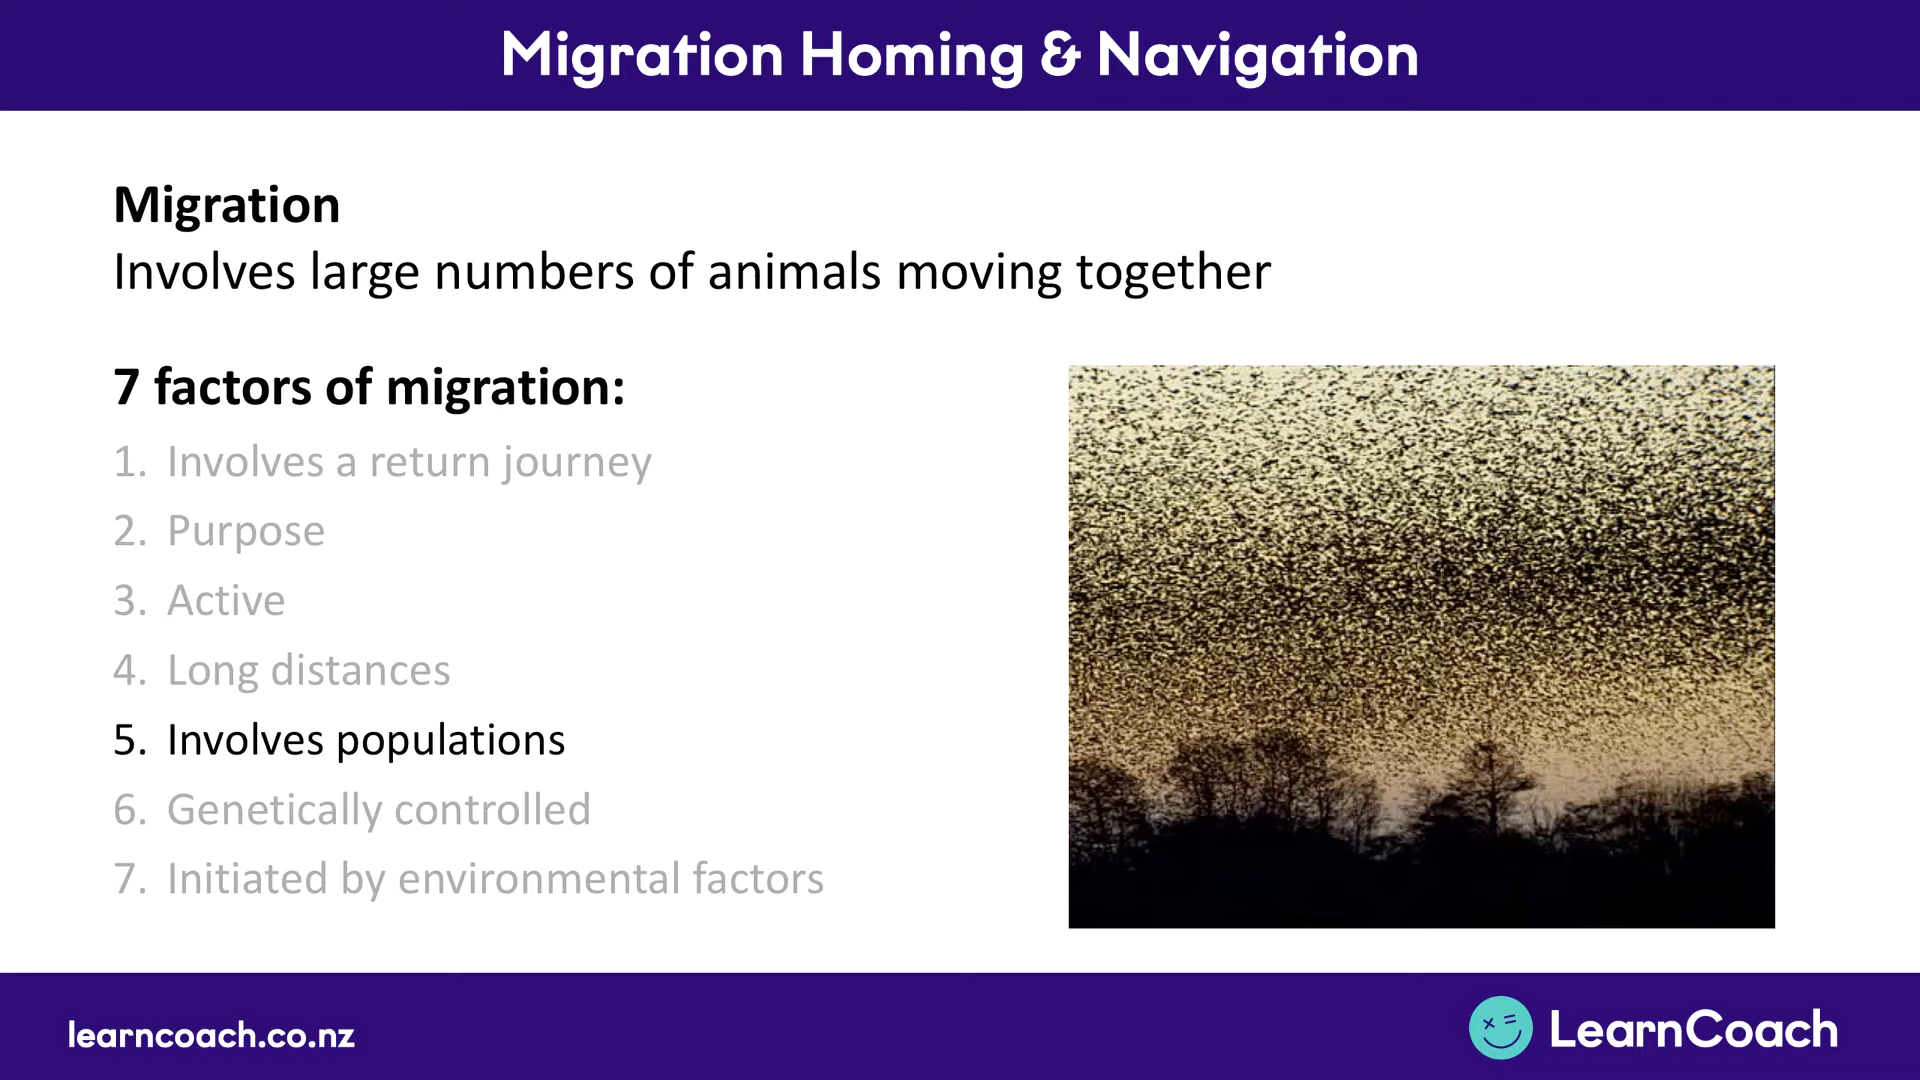 Migration Homing & Navigation
Migration
Involves large numbers of animals moving together
7 factors of migration:
1. Involves a return journey
2. Purpose
3. Active
4. Long distances
5. Involves populations
6. Genetically controlled
7. Initiated by environmental factors
learncoach.co.nz
LearnCoach